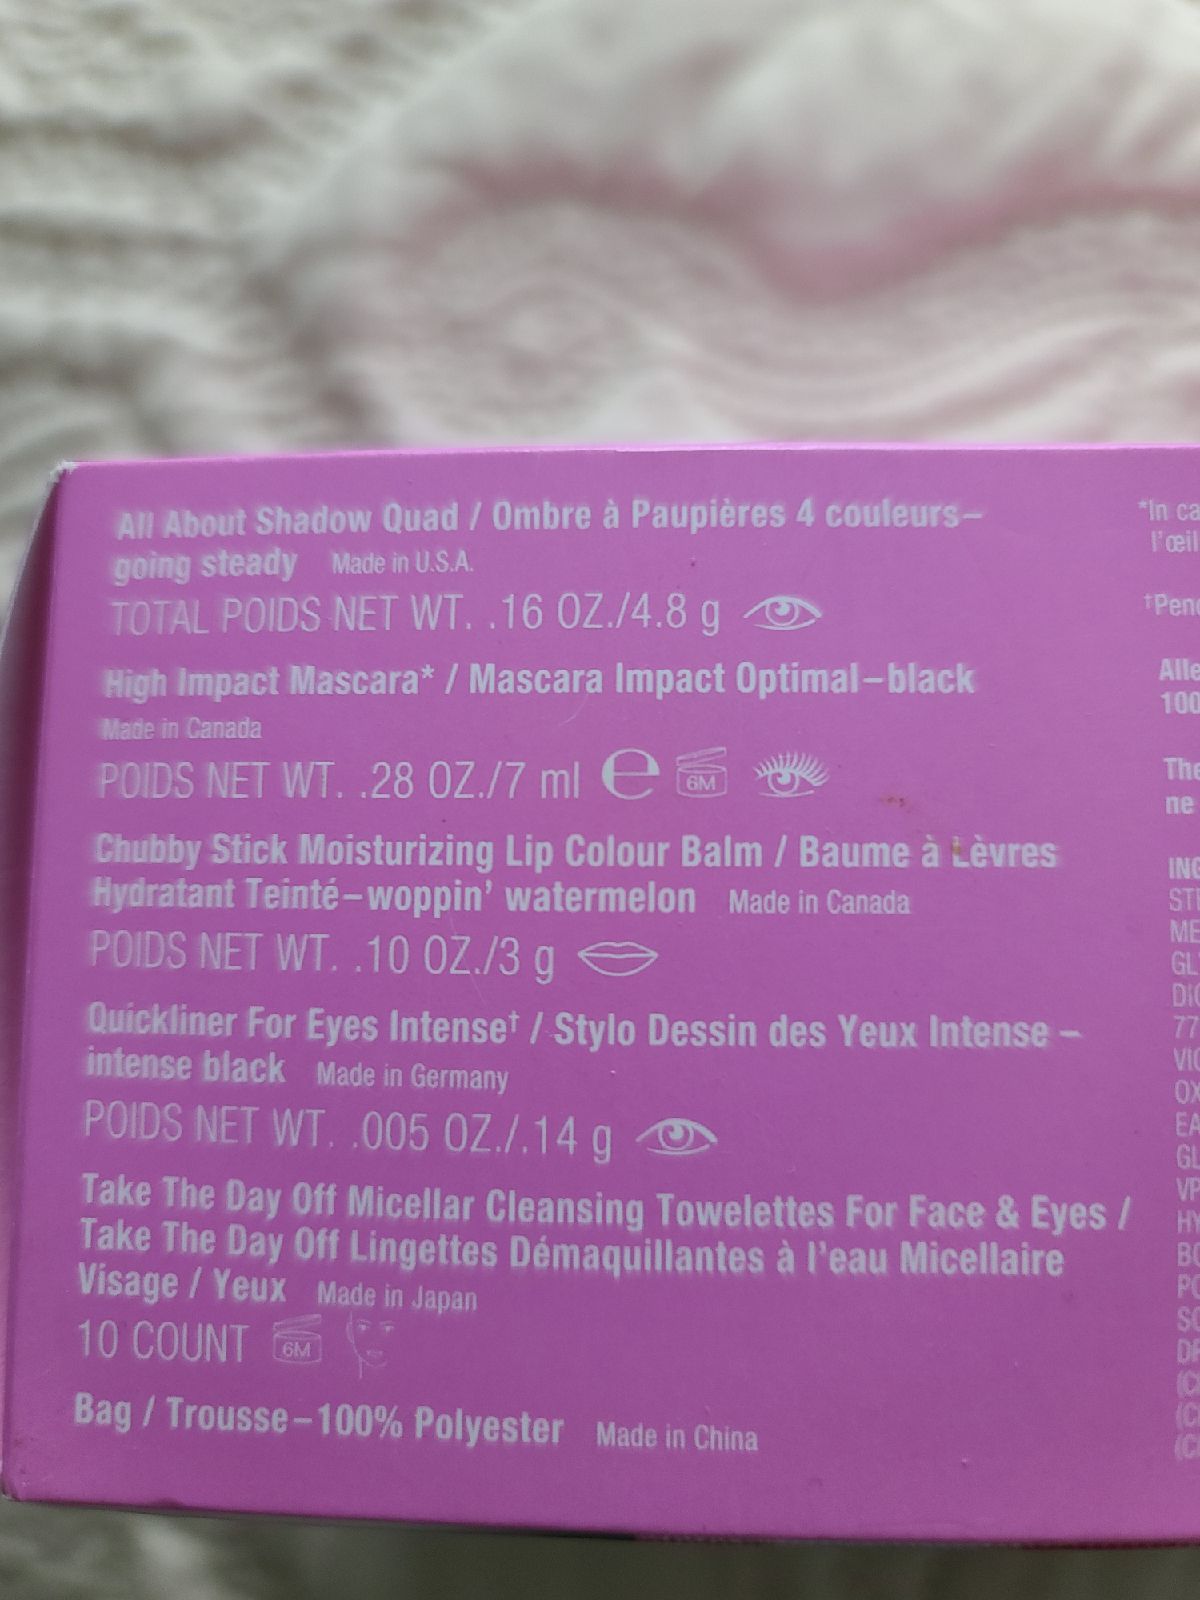 All About Shadow Quad / Ombre à Paupières 4 couleurs–
going steady Made in U.S.A.
TOTAL POIDS NET WT. .16 OZ./4.8 g
High Impact Mascara* / Mascara Impact Optimal–black
Made in Canada
POIDS NET WT. .28 OZ./7 ml e 6M
Chubby Stick Moisturizing Lip Colour Balm / Baume à Lèvres
Hydratant Teinté–woppin' watermelon Made in Canada
POIDS NET WT. .10 OZ./3 g
Quickliner For Eyes Intense† / Stylo Dessin des Yeux Intense –
intense black Made in Germany
POIDS NET WT. .005 OZ./.14 g
Take The Day Off Micellar Cleansing Towelettes For Face & Eyes /
Take The Day Off Lingettes Démaquillantes à l'eau Micellaire
Visage / Yeux Made in Japan
10 COUNT 6M
Bag / Trousse–100% Polyester Made in China
*In
l'œil
100
ne
77